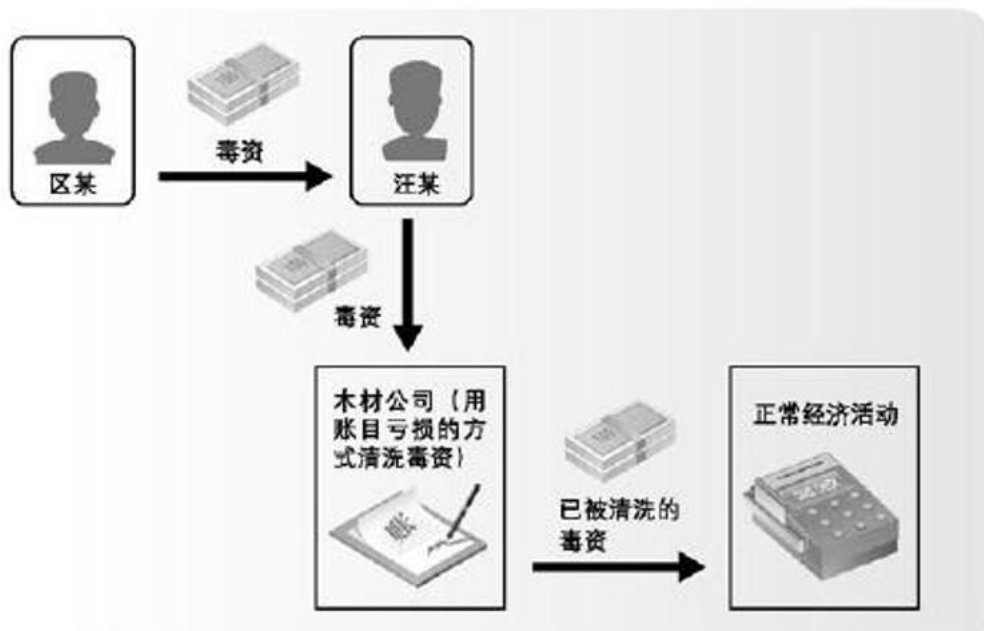 毒资
区某
汪某
毒资
木材公司（用
账目亏损的方
式清洗毒资）
正常经济活动
已被清洗的
毒资